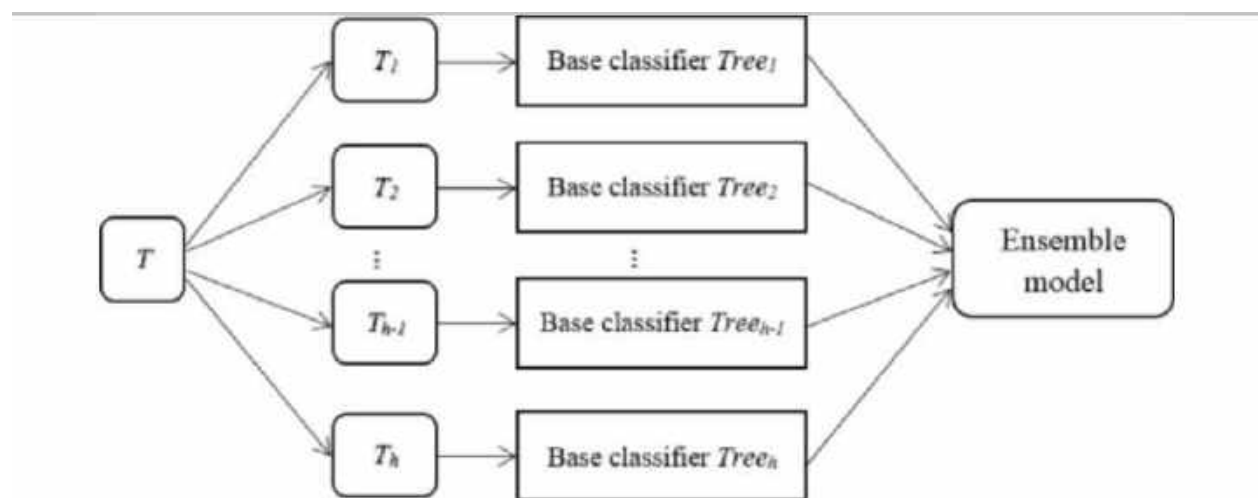 T
T1
T2
⁞
Th-1
Th
Base classifier Tree1
Base classifier Tree2
⁞
Base classifier Treeh-1
Base classifier Treeh
Ensemble
model